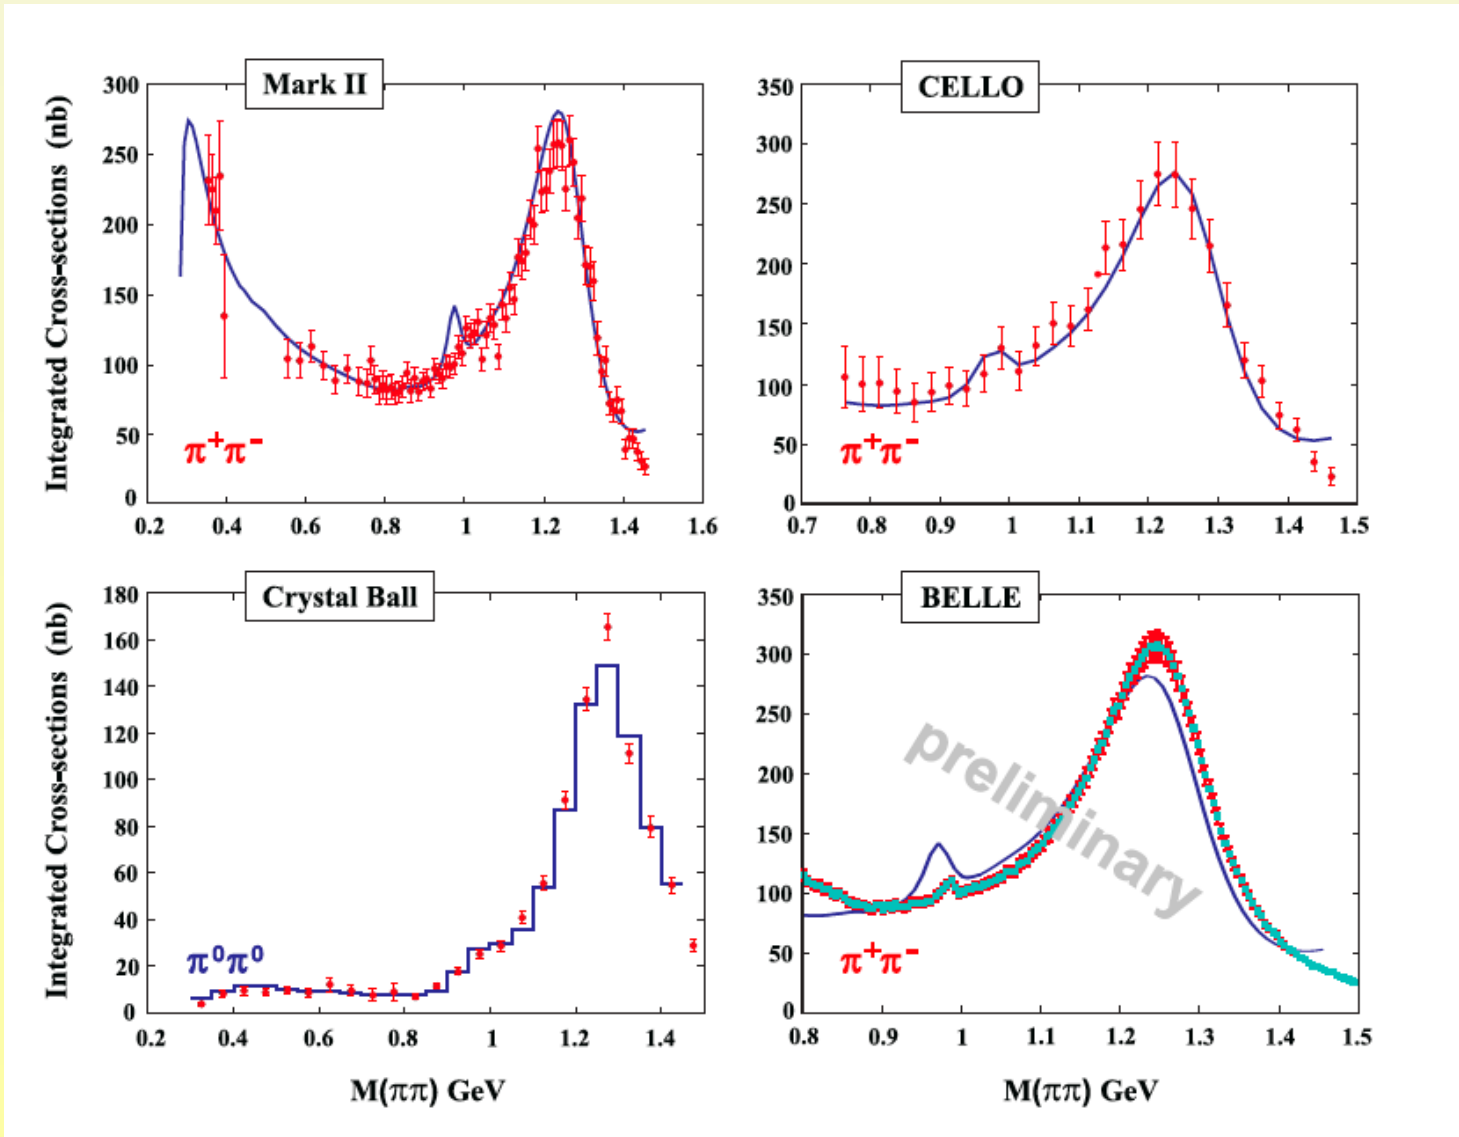 Mark II
Integrated Cross-sections (nb)
300
250
200
150
100
50
0
π⁺π⁻
0.2 0.4 0.6 0.8 1 1.2 1.4 1.6
CELLO
350
300
250
200
150
100
50
0
π⁺π⁻
0.7 0.8 0.9 1 1.1 1.2 1.3 1.4 1.5
Crystal Ball
Integrated Cross-sections (nb)
180
160
140
120
100
80
60
40
20
0
π⁰π⁰
0.2 0.4 0.6 0.8 1 1.2 1.4
M(ππ) GeV
BELLE
350
300
250
200
150
100
50
0
preliminary
π⁺π⁻
0.8 0.9 1 1.1 1.2 1.3 1.4 1.5
M(ππ) GeV